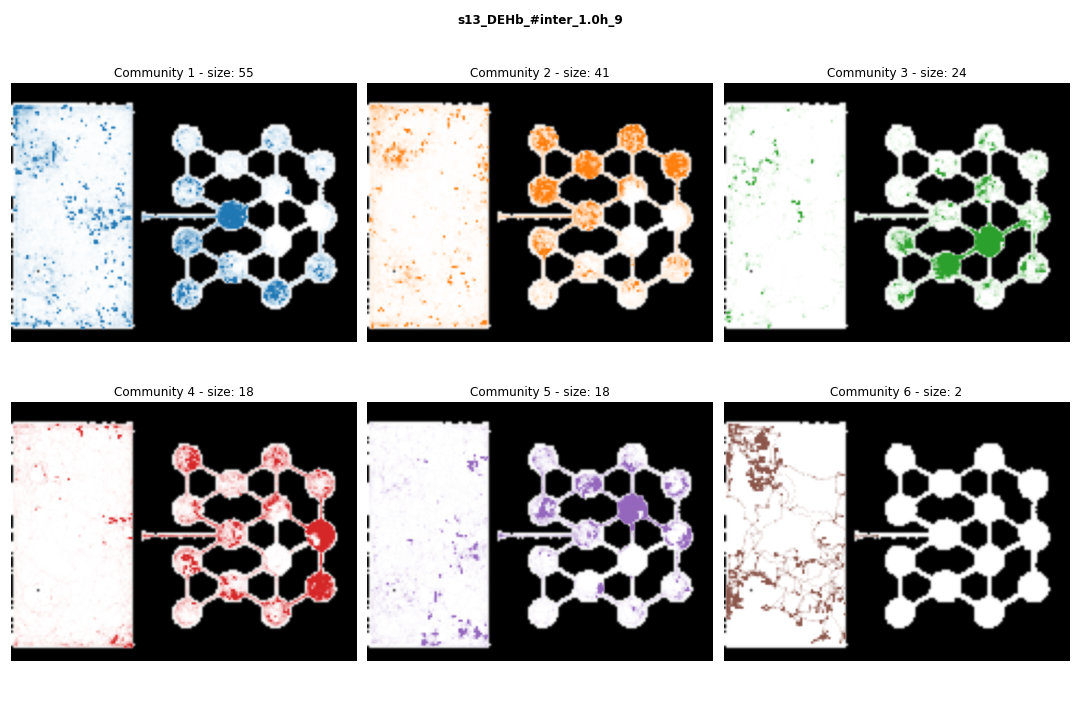 s13_DEHb_#inter_1.0h_9
Community 1 - size: 55
Community 2 - size: 41
Community 3 - size: 24
Community 4 - size: 18
Community 5 - size: 18
Community 6 - size: 2